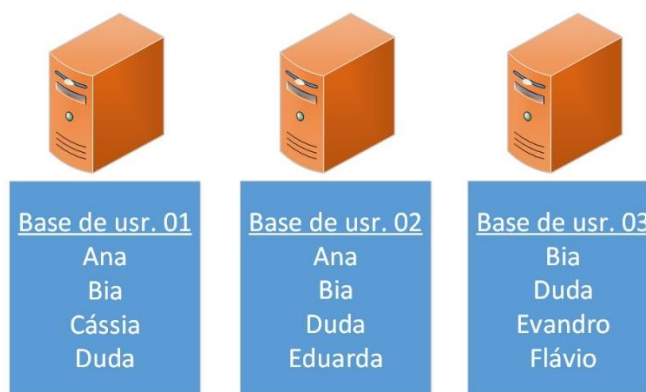 Base de usr. 01
Ana
Bia
Cássia
Duda
Base de usr. 02
Ana
Bia
Duda
Eduarda
Base de usr. 03
Bia
Duda
Evandro
Flávio